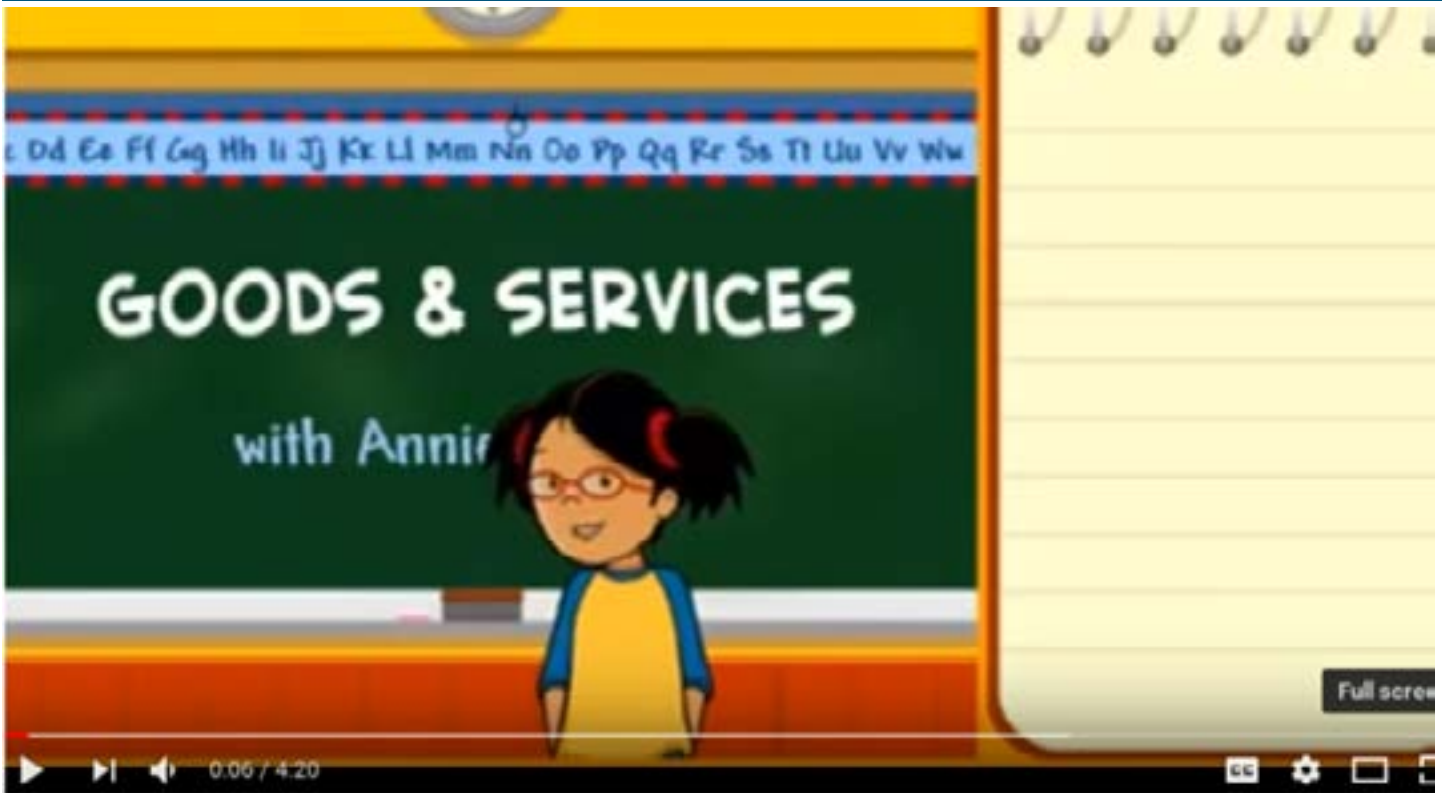 Dd Ee Ff Gg Hh Ii Jj Kk Ll Mm Nn Oo Pp Qq Rr Ss Tt Uu Vv Ww
GOODS & SERVICES
with Annie
Full scree
0:06 / 4:20
CC